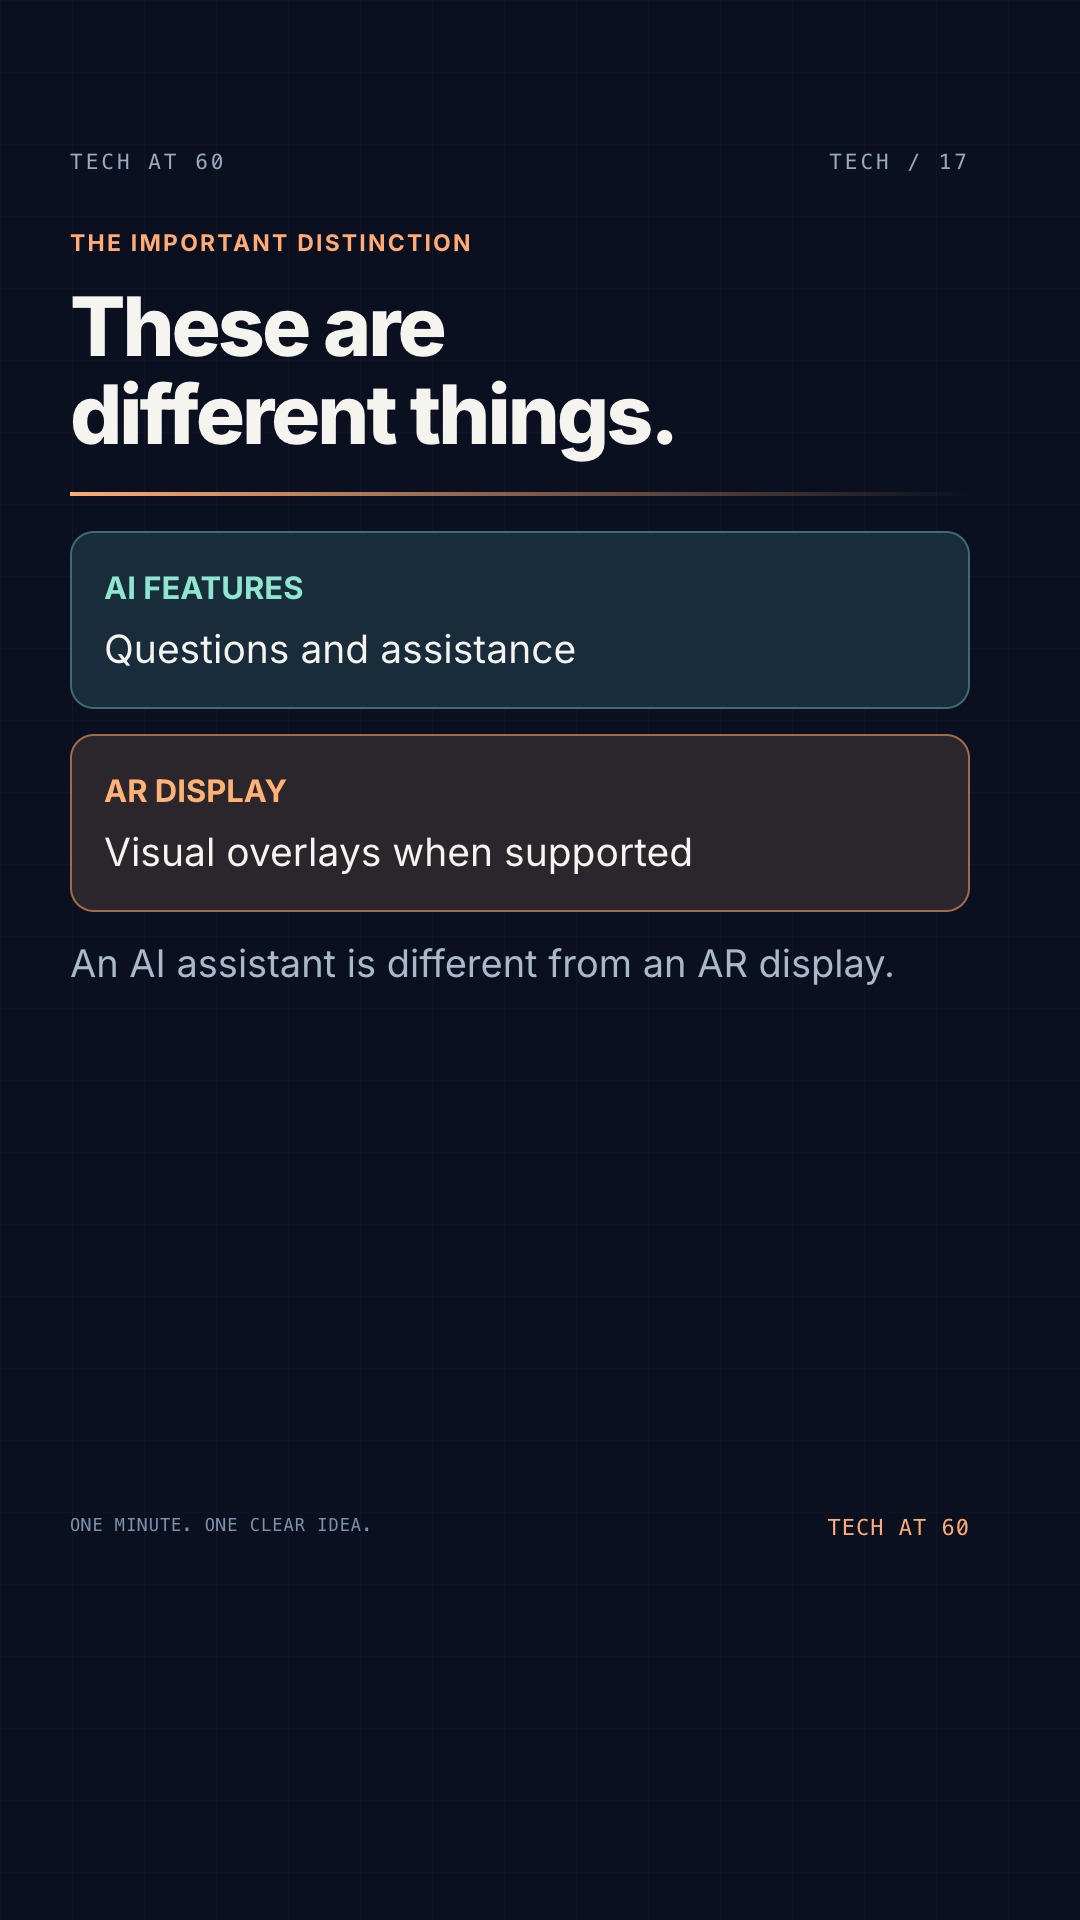 TECH AT 60
TECH / 17
THE IMPORTANT DISTINCTION
These are
different things.
AI FEATURES
Questions and assistance
AR DISPLAY
Visual overlays when supported
An AI assistant is different from an AR display.
ONE MINUTE. ONE CLEAR IDEA.
TECH AT 60